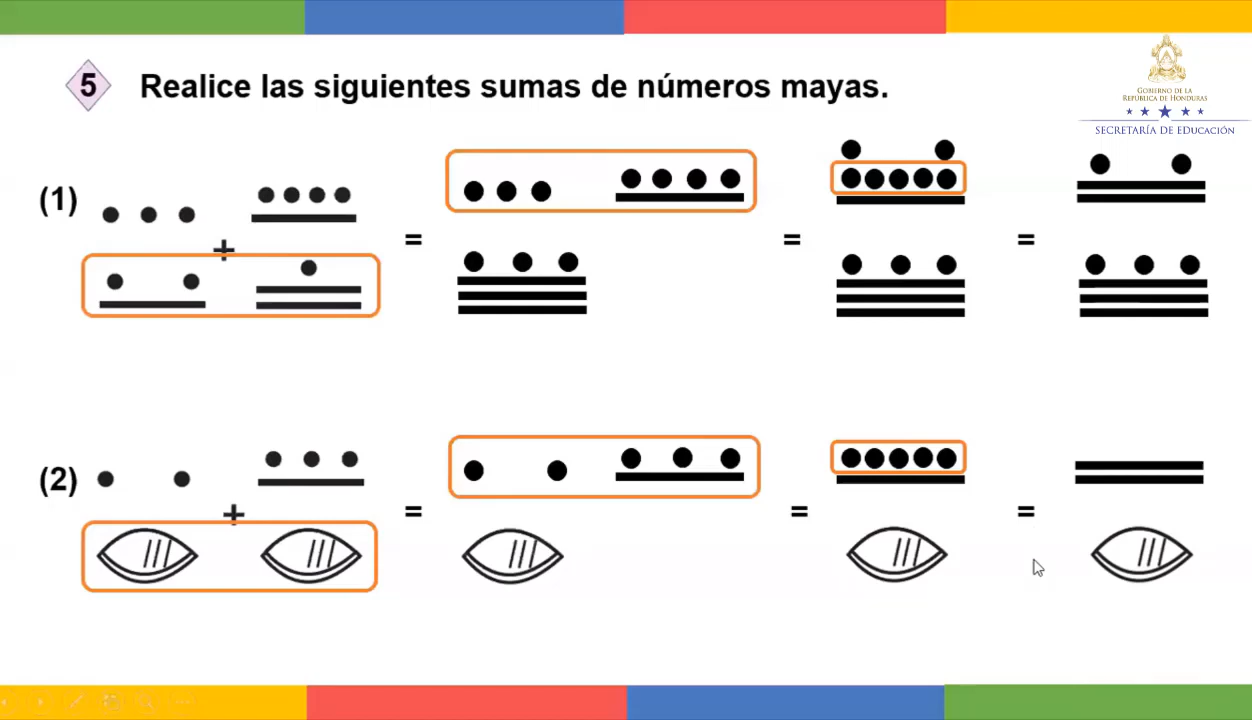 5 Realice las siguientes sumas de números mayas.
GOBIERNO DE LA
REPÚBLICA DE HONDURAS
SECRETARÍA DE EDUCACIÓN
(1)
+ = = =
(2)
+ = = =